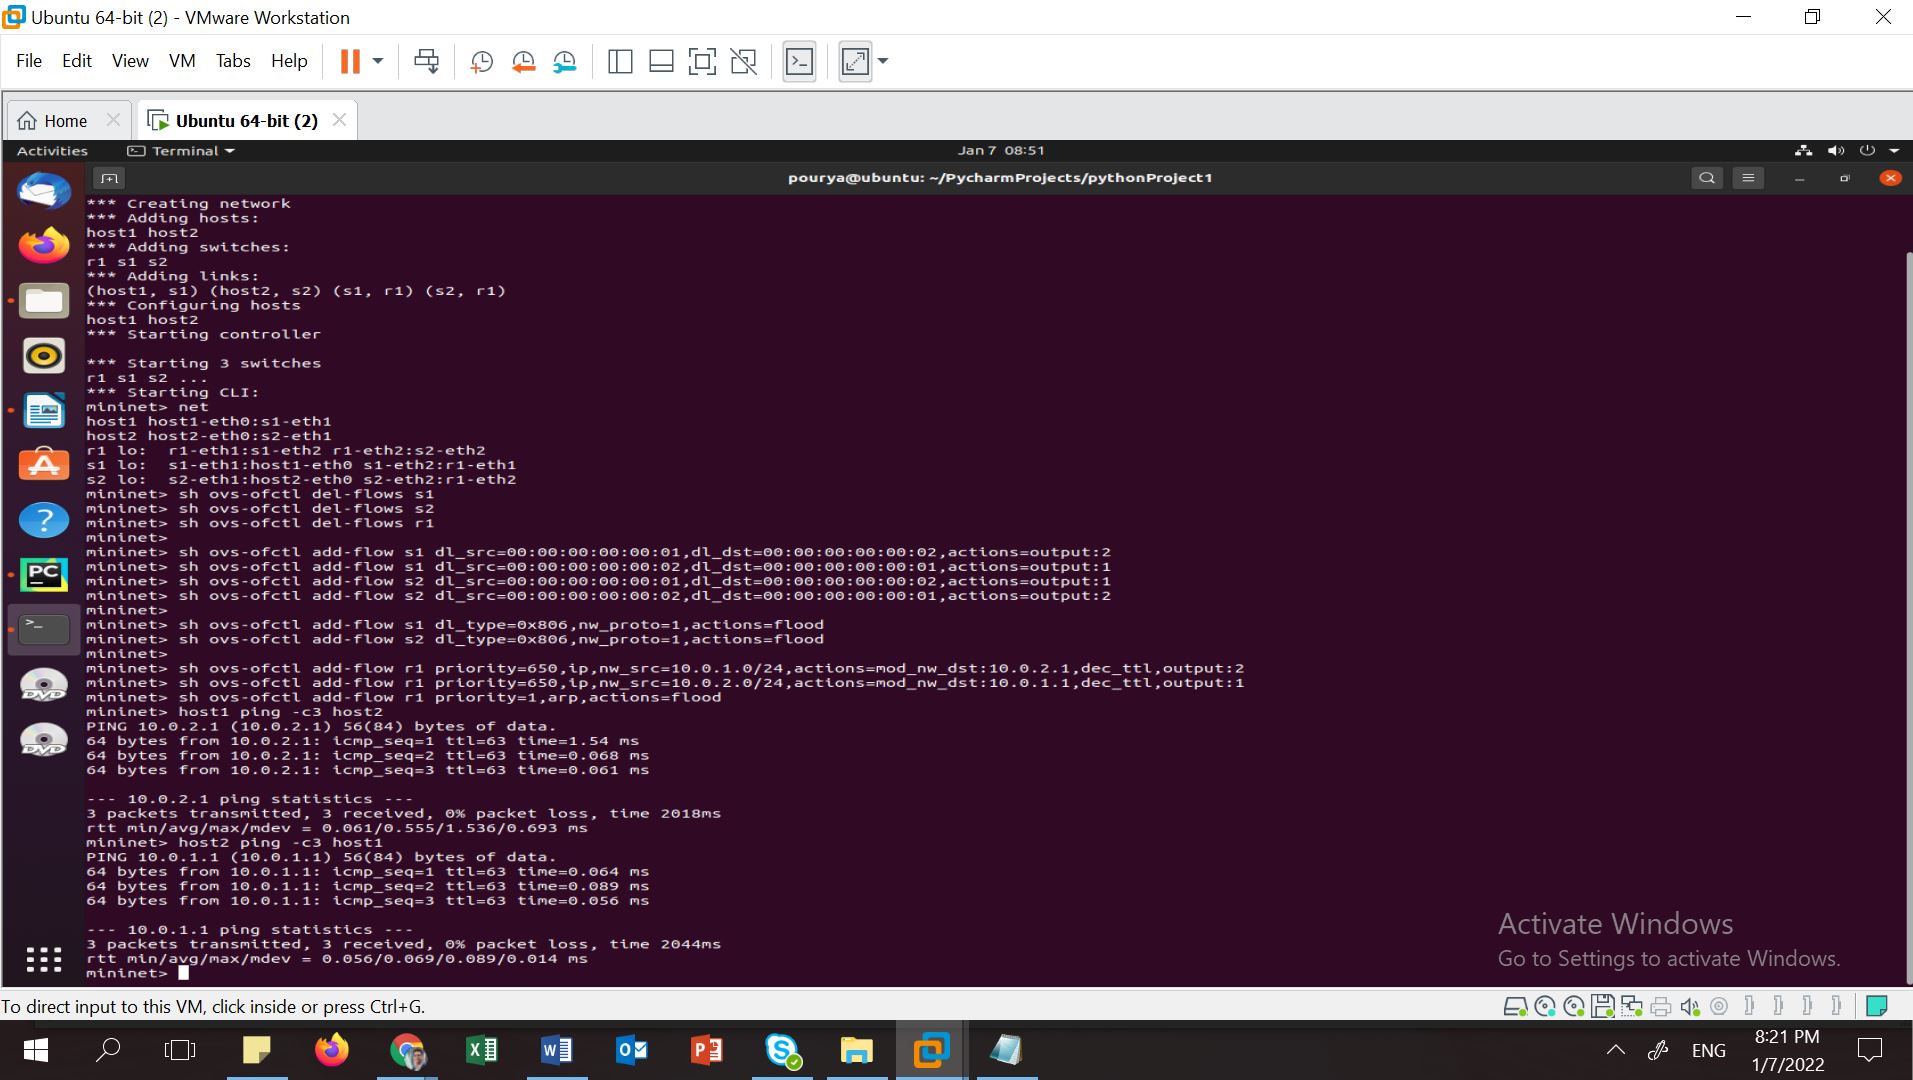 Ubuntu 64-bit (2) - VMware Workstation
File Edit View VM Tabs Help
Home
Ubuntu 64-bit (2)
Activities Terminal Jan 7 08:51
pourya@ubuntu: ~/PycharmProjects/pythonProject1
*** Creating network
*** Adding hosts:
host1 host2
*** Adding switches:
r1 s1 s2
*** Adding links:
(host1, s1) (host2, s2) (s1, r1) (s2, r1)
*** Configuring hosts
host1 host2
*** Starting controller
*** Starting 3 switches
r1 s1 s2 ...
*** Starting CLI:
mininet> net
host1 host1-eth0:s1-eth1
host2 host2-eth0:s2-eth1
r1 lo:  r1-eth1:s1-eth2 r1-eth2:s2-eth2
s1 lo:  s1-eth1:host1-eth0 s1-eth2:r1-eth1
s2 lo:  s2-eth1:host2-eth0 s2-eth2:r1-eth2
mininet> sh ovs-ofctl del-flows s1
mininet> sh ovs-ofctl del-flows s2
mininet> sh ovs-ofctl del-flows r1
mininet>
mininet> sh ovs-ofctl add-flow s1 dl_src=00:00:00:00:00:01,dl_dst=00:00:00:00:00:02,actions=output:2
mininet> sh ovs-ofctl add-flow s1 dl_src=00:00:00:00:00:02,dl_dst=00:00:00:00:00:01,actions=output:1
mininet> sh ovs-ofctl add-flow s2 dl_src=00:00:00:00:00:01,dl_dst=00:00:00:00:00:02,actions=output:1
mininet> sh ovs-ofctl add-flow s2 dl_src=00:00:00:00:00:02,dl_dst=00:00:00:00:00:01,actions=output:2
mininet>
mininet> sh ovs-ofctl add-flow s1 dl_type=0x806,nw_proto=1,actions=flood
mininet> sh ovs-ofctl add-flow s2 dl_type=0x806,nw_proto=1,actions=flood
mininet>
mininet> sh ovs-ofctl add-flow r1 priority=650,ip,nw_src=10.0.1.0/24,actions=mod_nw_dst:10.0.2.1,dec_ttl,output:2
mininet> sh ovs-ofctl add-flow r1 priority=650,ip,nw_src=10.0.2.0/24,actions=mod_nw_dst:10.0.1.1,dec_ttl,output:1
mininet> sh ovs-ofctl add-flow r1 priority=1,arp,actions=flood
mininet> host1 ping -c3 host2
PING 10.0.2.1 (10.0.2.1) 56(84) bytes of data.
64 bytes from 10.0.2.1: icmp_seq=1 ttl=63 time=1.54 ms
64 bytes from 10.0.2.1: icmp_seq=2 ttl=63 time=0.068 ms
64 bytes from 10.0.2.1: icmp_seq=3 ttl=63 time=0.061 ms
--- 10.0.2.1 ping statistics ---
3 packets transmitted, 3 received, 0% packet loss, time 2018ms
rtt min/avg/max/mdev = 0.061/0.555/1.536/0.693 ms
mininet> host2 ping -c3 host1
PING 10.0.1.1 (10.0.1.1) 56(84) bytes of data.
64 bytes from 10.0.1.1: icmp_seq=1 ttl=63 time=0.064 ms
64 bytes from 10.0.1.1: icmp_seq=2 ttl=63 time=0.089 ms
64 bytes from 10.0.1.1: icmp_seq=3 ttl=63 time=0.056 ms
--- 10.0.1.1 ping statistics ---
3 packets transmitted, 3 received, 0% packet loss, time 2044ms
rtt min/avg/max/mdev = 0.056/0.069/0.089/0.014 ms
mininet>
PC
DVD
DVD
Activate Windows
Go to Settings to activate Windows.
To direct input to this VM, click inside or press Ctrl+G.
ENG
8:21 PM
1/7/2022